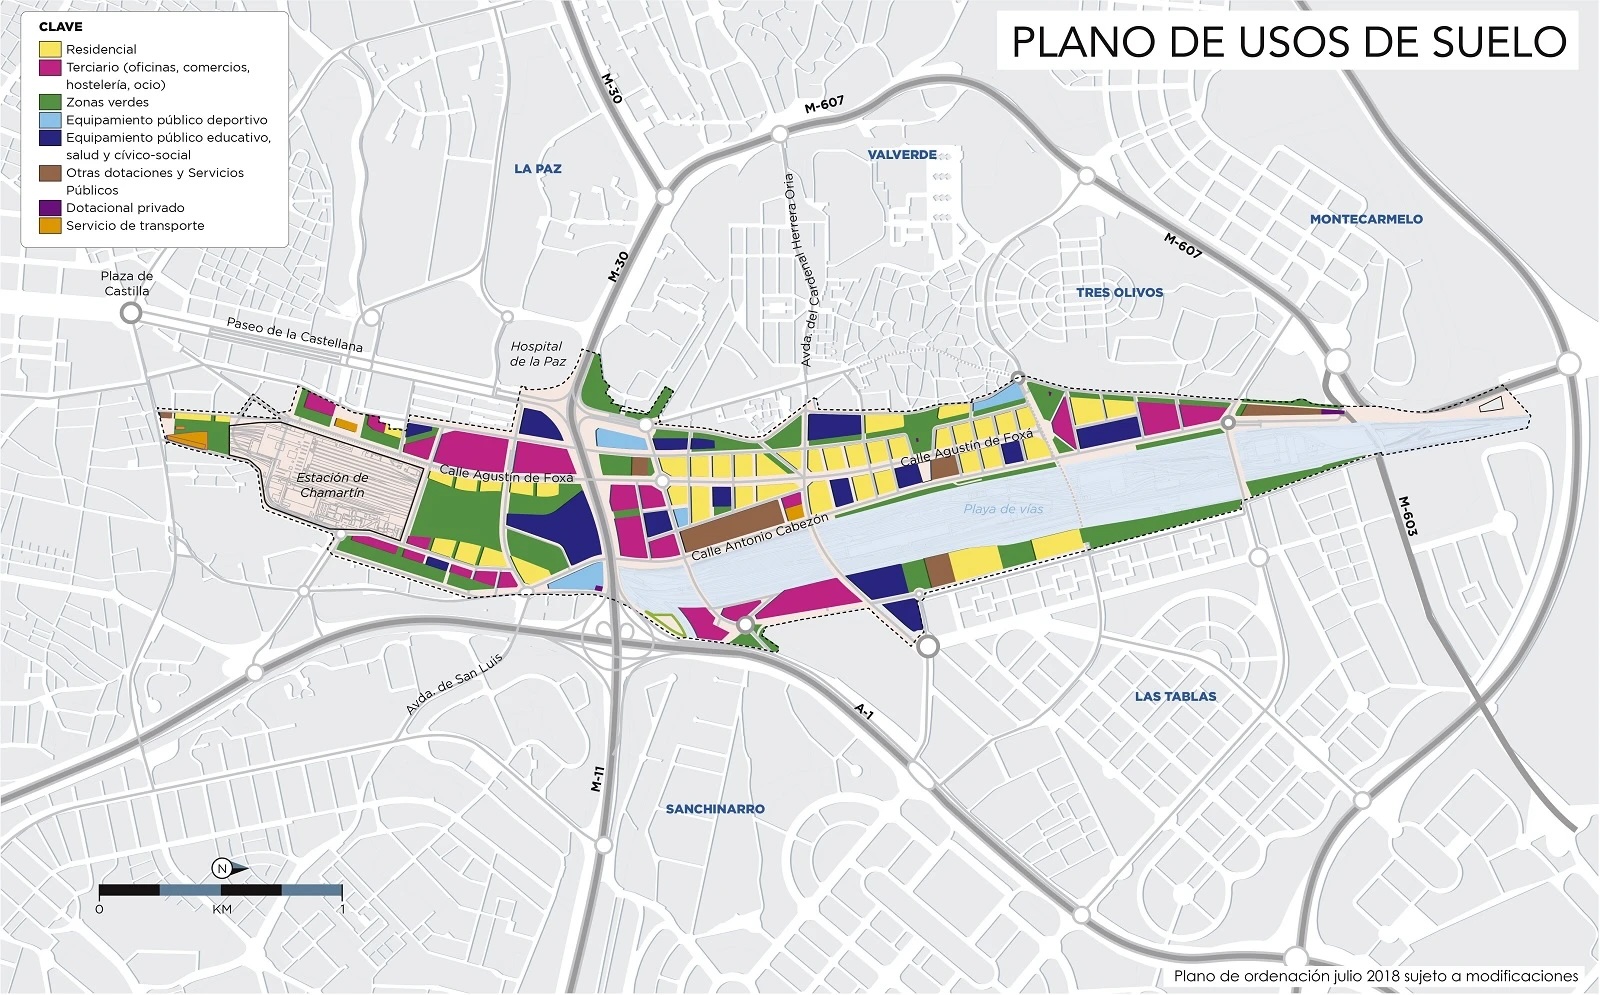 PLANO DE USOS DE SUELO
CLAVE
Residencial
Terciario (oficinas, comercios,
hostelería, ocio)
Zonas verdes
Equipamiento público deportivo
Equipamiento público educativo,
salud y cívico-social
Otras dotaciones y Servicios
Públicos
Dotacional privado
Servicio de transporte
M-30
M-607
LA PAZ
VALVERDE
MONTECARMELO
M-607
M-30
Avda. del Cardenal Herrera Oria
TRES OLIVOS
Plaza de
Castilla
Paseo de la Castellana
Hospital
de la Paz
Calle Agustín de Foxá
Calle Agustín de Foxá
Estación de
Chamartín
Playa de vías
Calle Antonio Cabezón
M-603
Avda. de San Luis
LAS TABLAS
A-1
M-11
SANCHINARRO
N
0
KM
1
Plano de ordenación julio 2018 sujeto a modificaciones